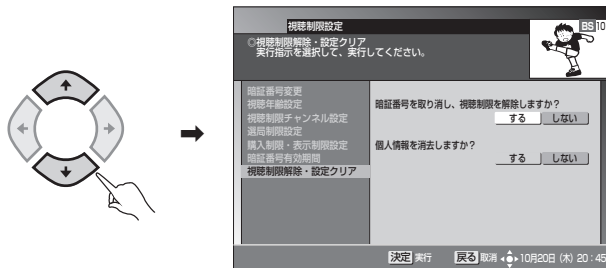 視聴制限設定
BS10
◎視聴制限解除・設定クリア
実行指示を選択して、実行してください。
暗証番号変更
視聴年齢設定
視聴制限チャンネル設定
選局制限設定
購入制限・表示制限設定
暗証番号有効期間
視聴制限解除・設定クリア
暗証番号を取り消し、視聴制限を解除しますか？
する しない
個人情報を消去しますか？
する しない
決定 実行 戻る 取消 10月20日(木) 20:45